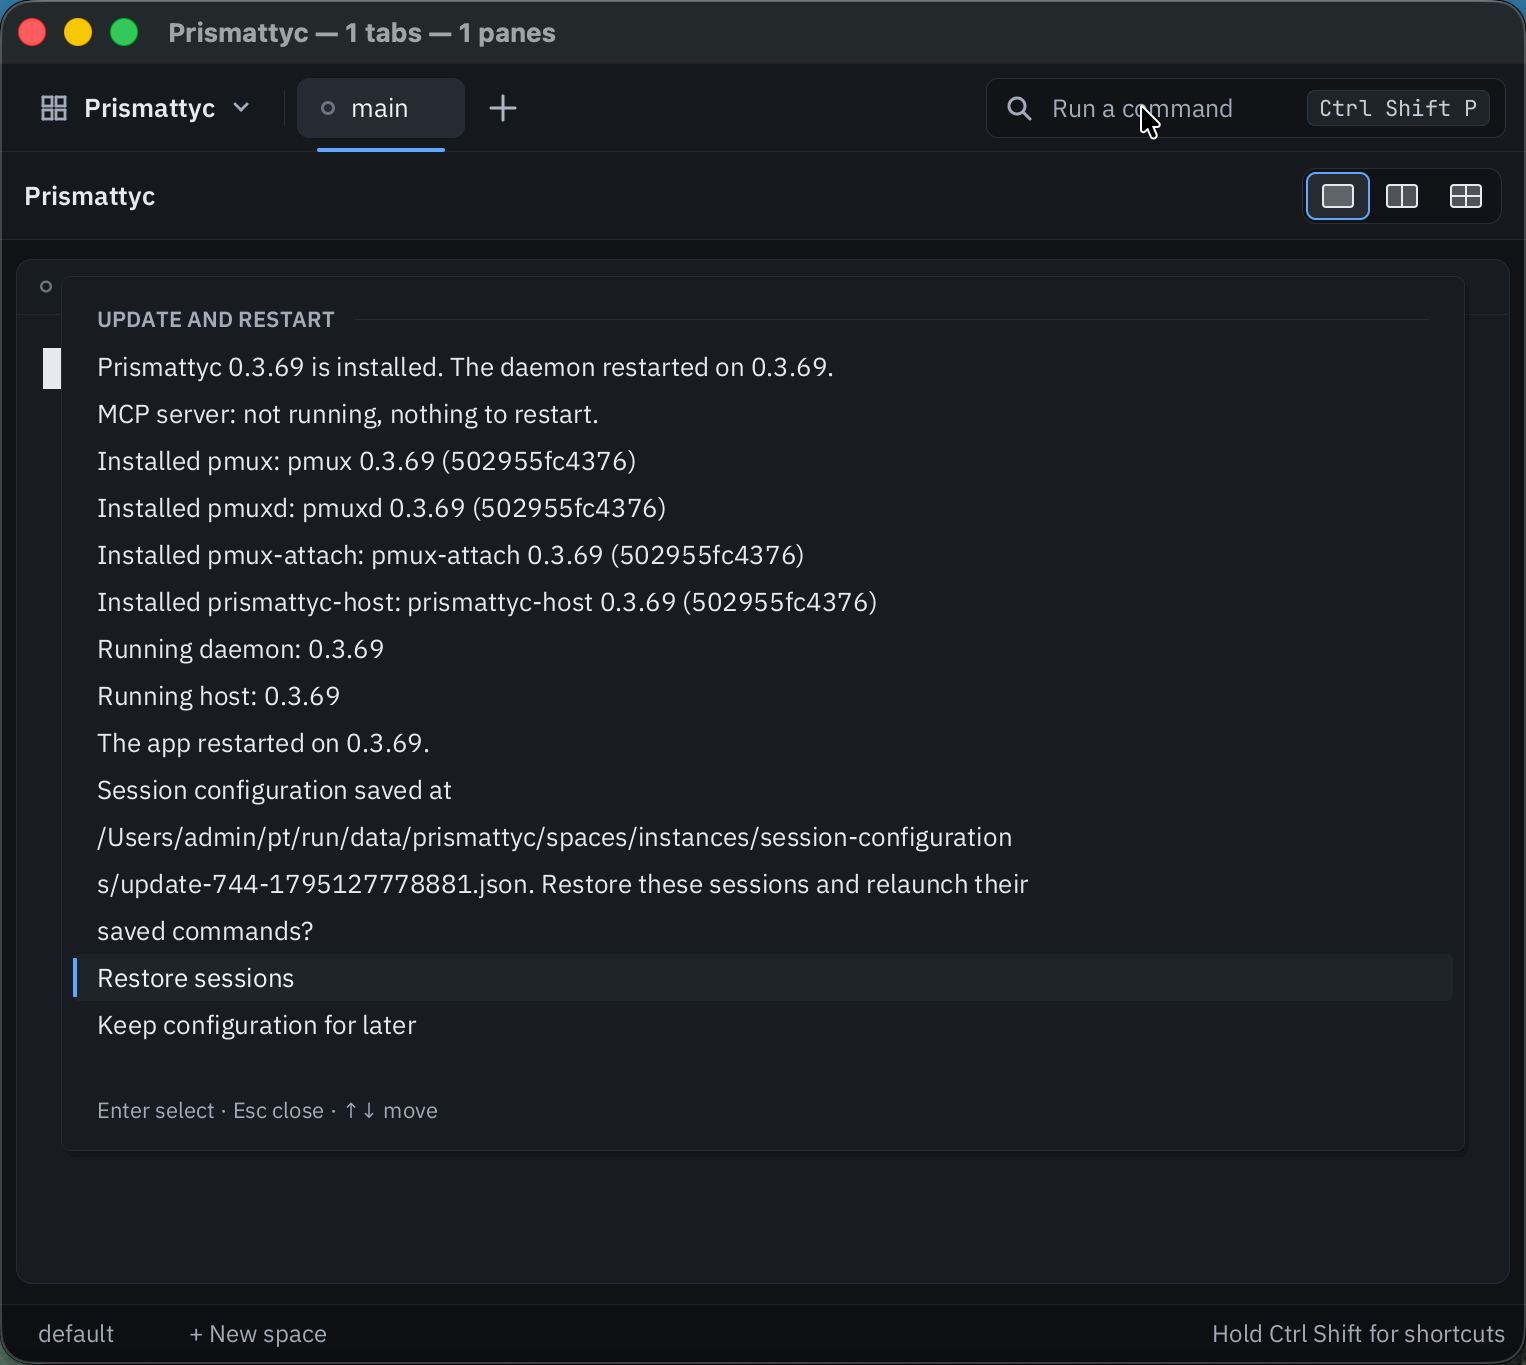 Prismattyc — 1 tabs — 1 panes
Prismattyc
main
Run a command
Ctrl Shift P
Prismattyc
UPDATE AND RESTART
Prismattyc 0.3.69 is installed. The daemon restarted on 0.3.69.
MCP server: not running, nothing to restart.
Installed pmux: pmux 0.3.69 (502955fc4376)
Installed pmuxd: pmuxd 0.3.69 (502955fc4376)
Installed pmux-attach: pmux-attach 0.3.69 (502955fc4376)
Installed prismattyc-host: prismattyc-host 0.3.69 (502955fc4376)
Running daemon: 0.3.69
Running host: 0.3.69
The app restarted on 0.3.69.
Session configuration saved at
/Users/admin/pt/run/data/prismattyc/spaces/instances/session-configuration
s/update-744-1795127778881.json. Restore these sessions and relaunch their
saved commands?
Restore sessions
Keep configuration for later
Enter select · Esc close · ↑↓ move
default
+ New space
Hold Ctrl Shift for shortcuts